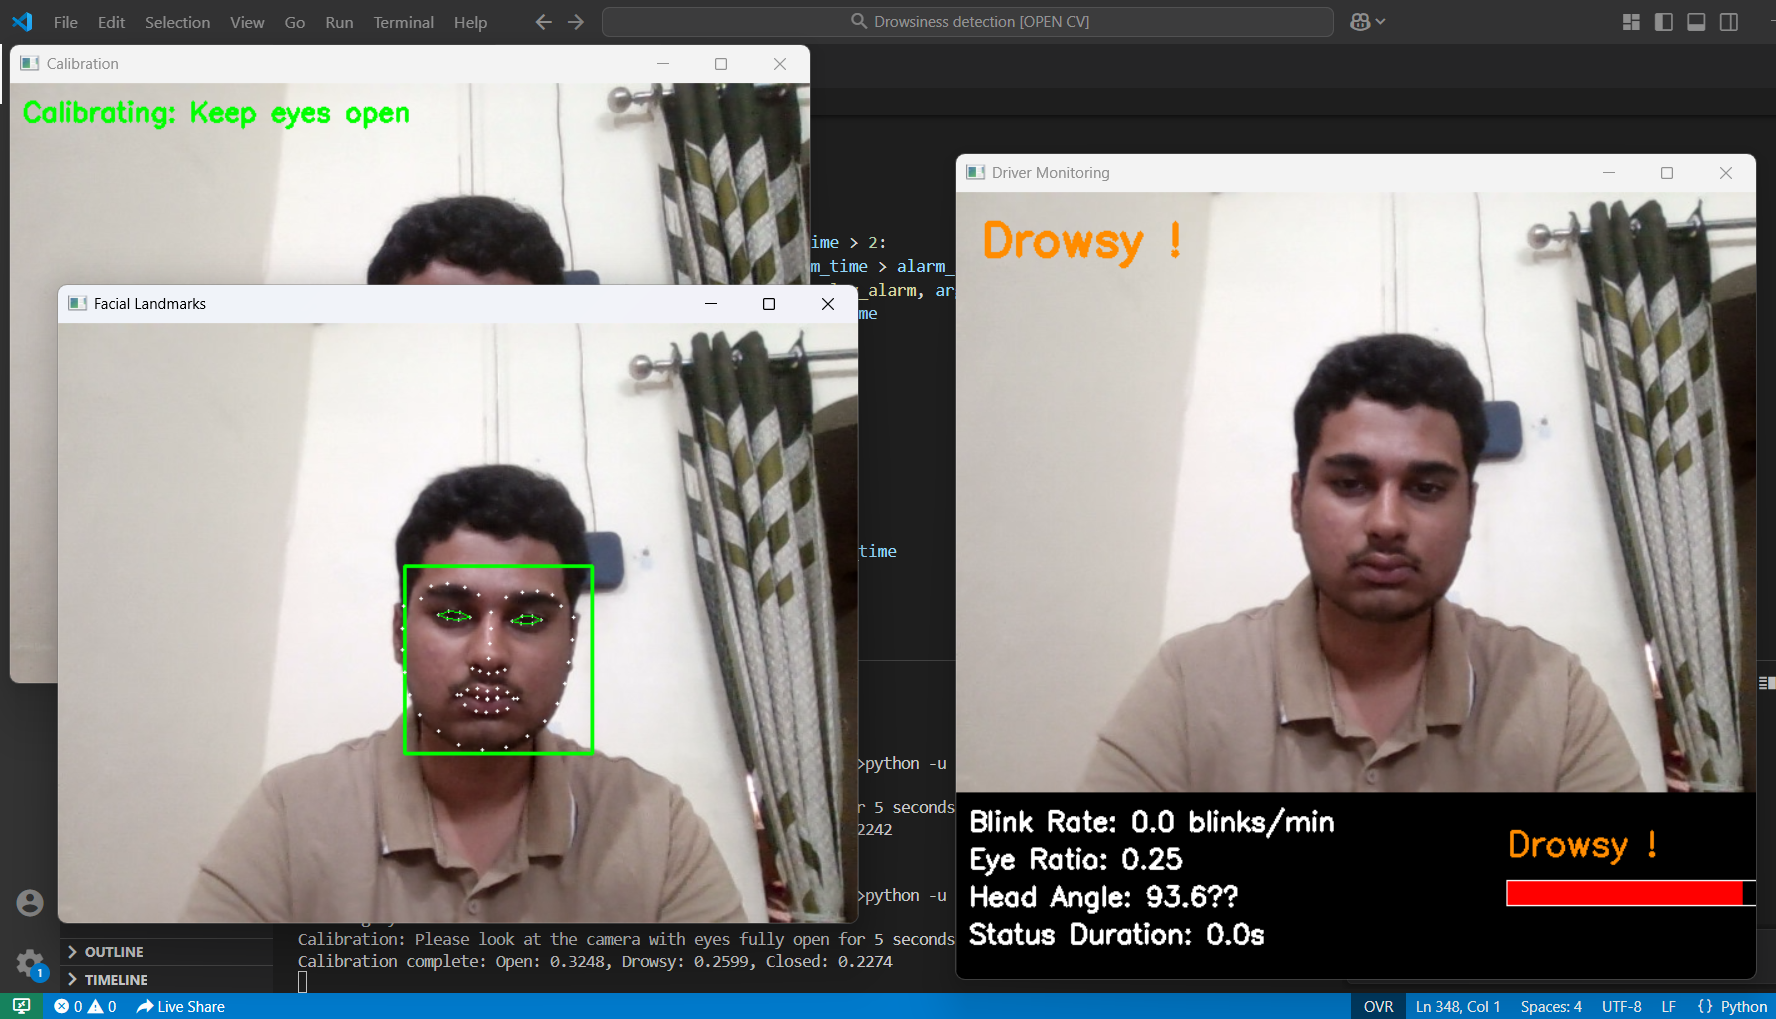 File Edit Selection View Go Run Terminal Help
Drowsiness detection [OPEN CV]
Calibration
Calibrating: Keep eyes open
ime > 2:
m_time > alarm_
_alarm, ar
me
Facial Landmarks
_time
>python -u
r 5 seconds
2242
>python -u
Calibration: Please look at the camera with eyes fully open for 5 seconds
Calibration complete: Open: 0.3248, Drowsy: 0.2599, Closed: 0.2274
Driver Monitoring
Drowsy !
Blink Rate: 0.0 blinks/min
Eye Ratio: 0.25
Head Angle: 93.6??
Status Duration: 0.0s
Drowsy !
OUTLINE
TIMELINE
1
0 0 Live Share
OVR Ln 348, Col 1 Spaces: 4 UTF-8 LF {} Python